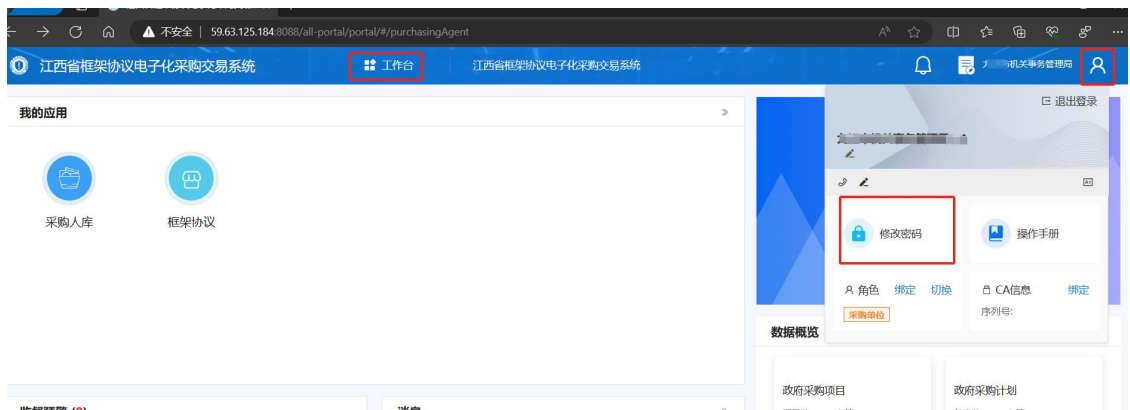 不安全 | 59.63.125.184:8088/all-portal/portal/#/purchasingAgent
江西省框架协议电子化采购交易系统
工作台
江西省框架协议电子化采购交易系统
机关事务管理局
我的应用
采购人库
框架协议
退出登录
修改密码
操作手册
角色 绑定 切换
采购单位
CA信息 绑定
序列号:
数据概览
政府采购项目
政府采购计划